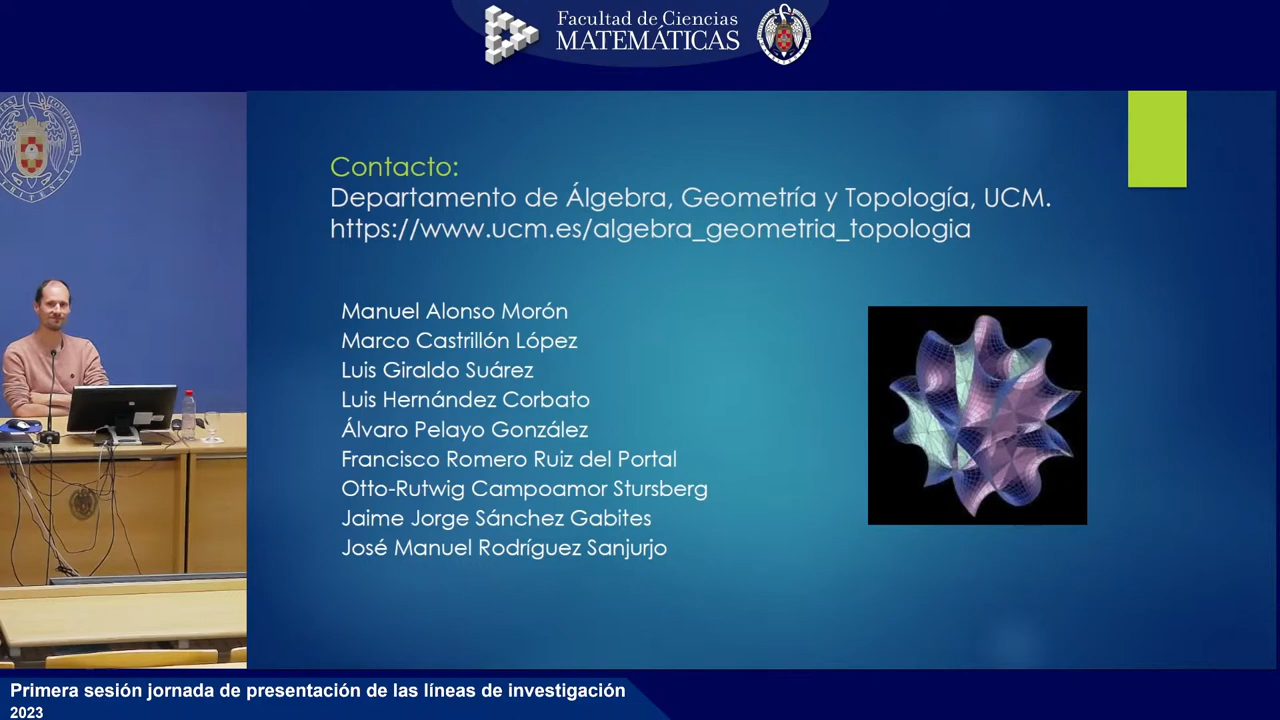 Facultad de Ciencias
MATEMÁTICAS
Contacto:
Departamento de Álgebra, Geometría y Topología, UCM.
https://www.ucm.es/algebra_geometria_topologia
Manuel Alonso Morón
Marco Castrillón López
Luis Giraldo Suárez
Luis Hernández Corbato
Álvaro Pelayo González
Francisco Romero Ruiz del Portal
Otto-Rutwig Campoamor Stursberg
Jaime Jorge Sánchez Gabites
José Manuel Rodríguez Sanjurjo
Primera sesión jornada de presentación de las líneas de investigación
2023